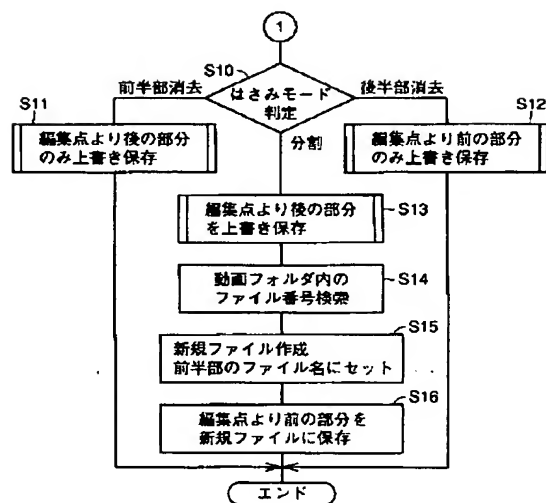 1
S10
はさみモード
判定
前半部消去
後半部消去
分割
S11
編集点より後の部分
のみ上書き保存
S12
編集点より前の部分
のみ上書き保存
編集点より後の部分
を上書き保存
S13
動画フォルダ内の
ファイル番号検索
S14
S15
新規ファイル作成
前半部のファイル名にセット
S16
編集点より前の部分を
新規ファイルに保存
エンド